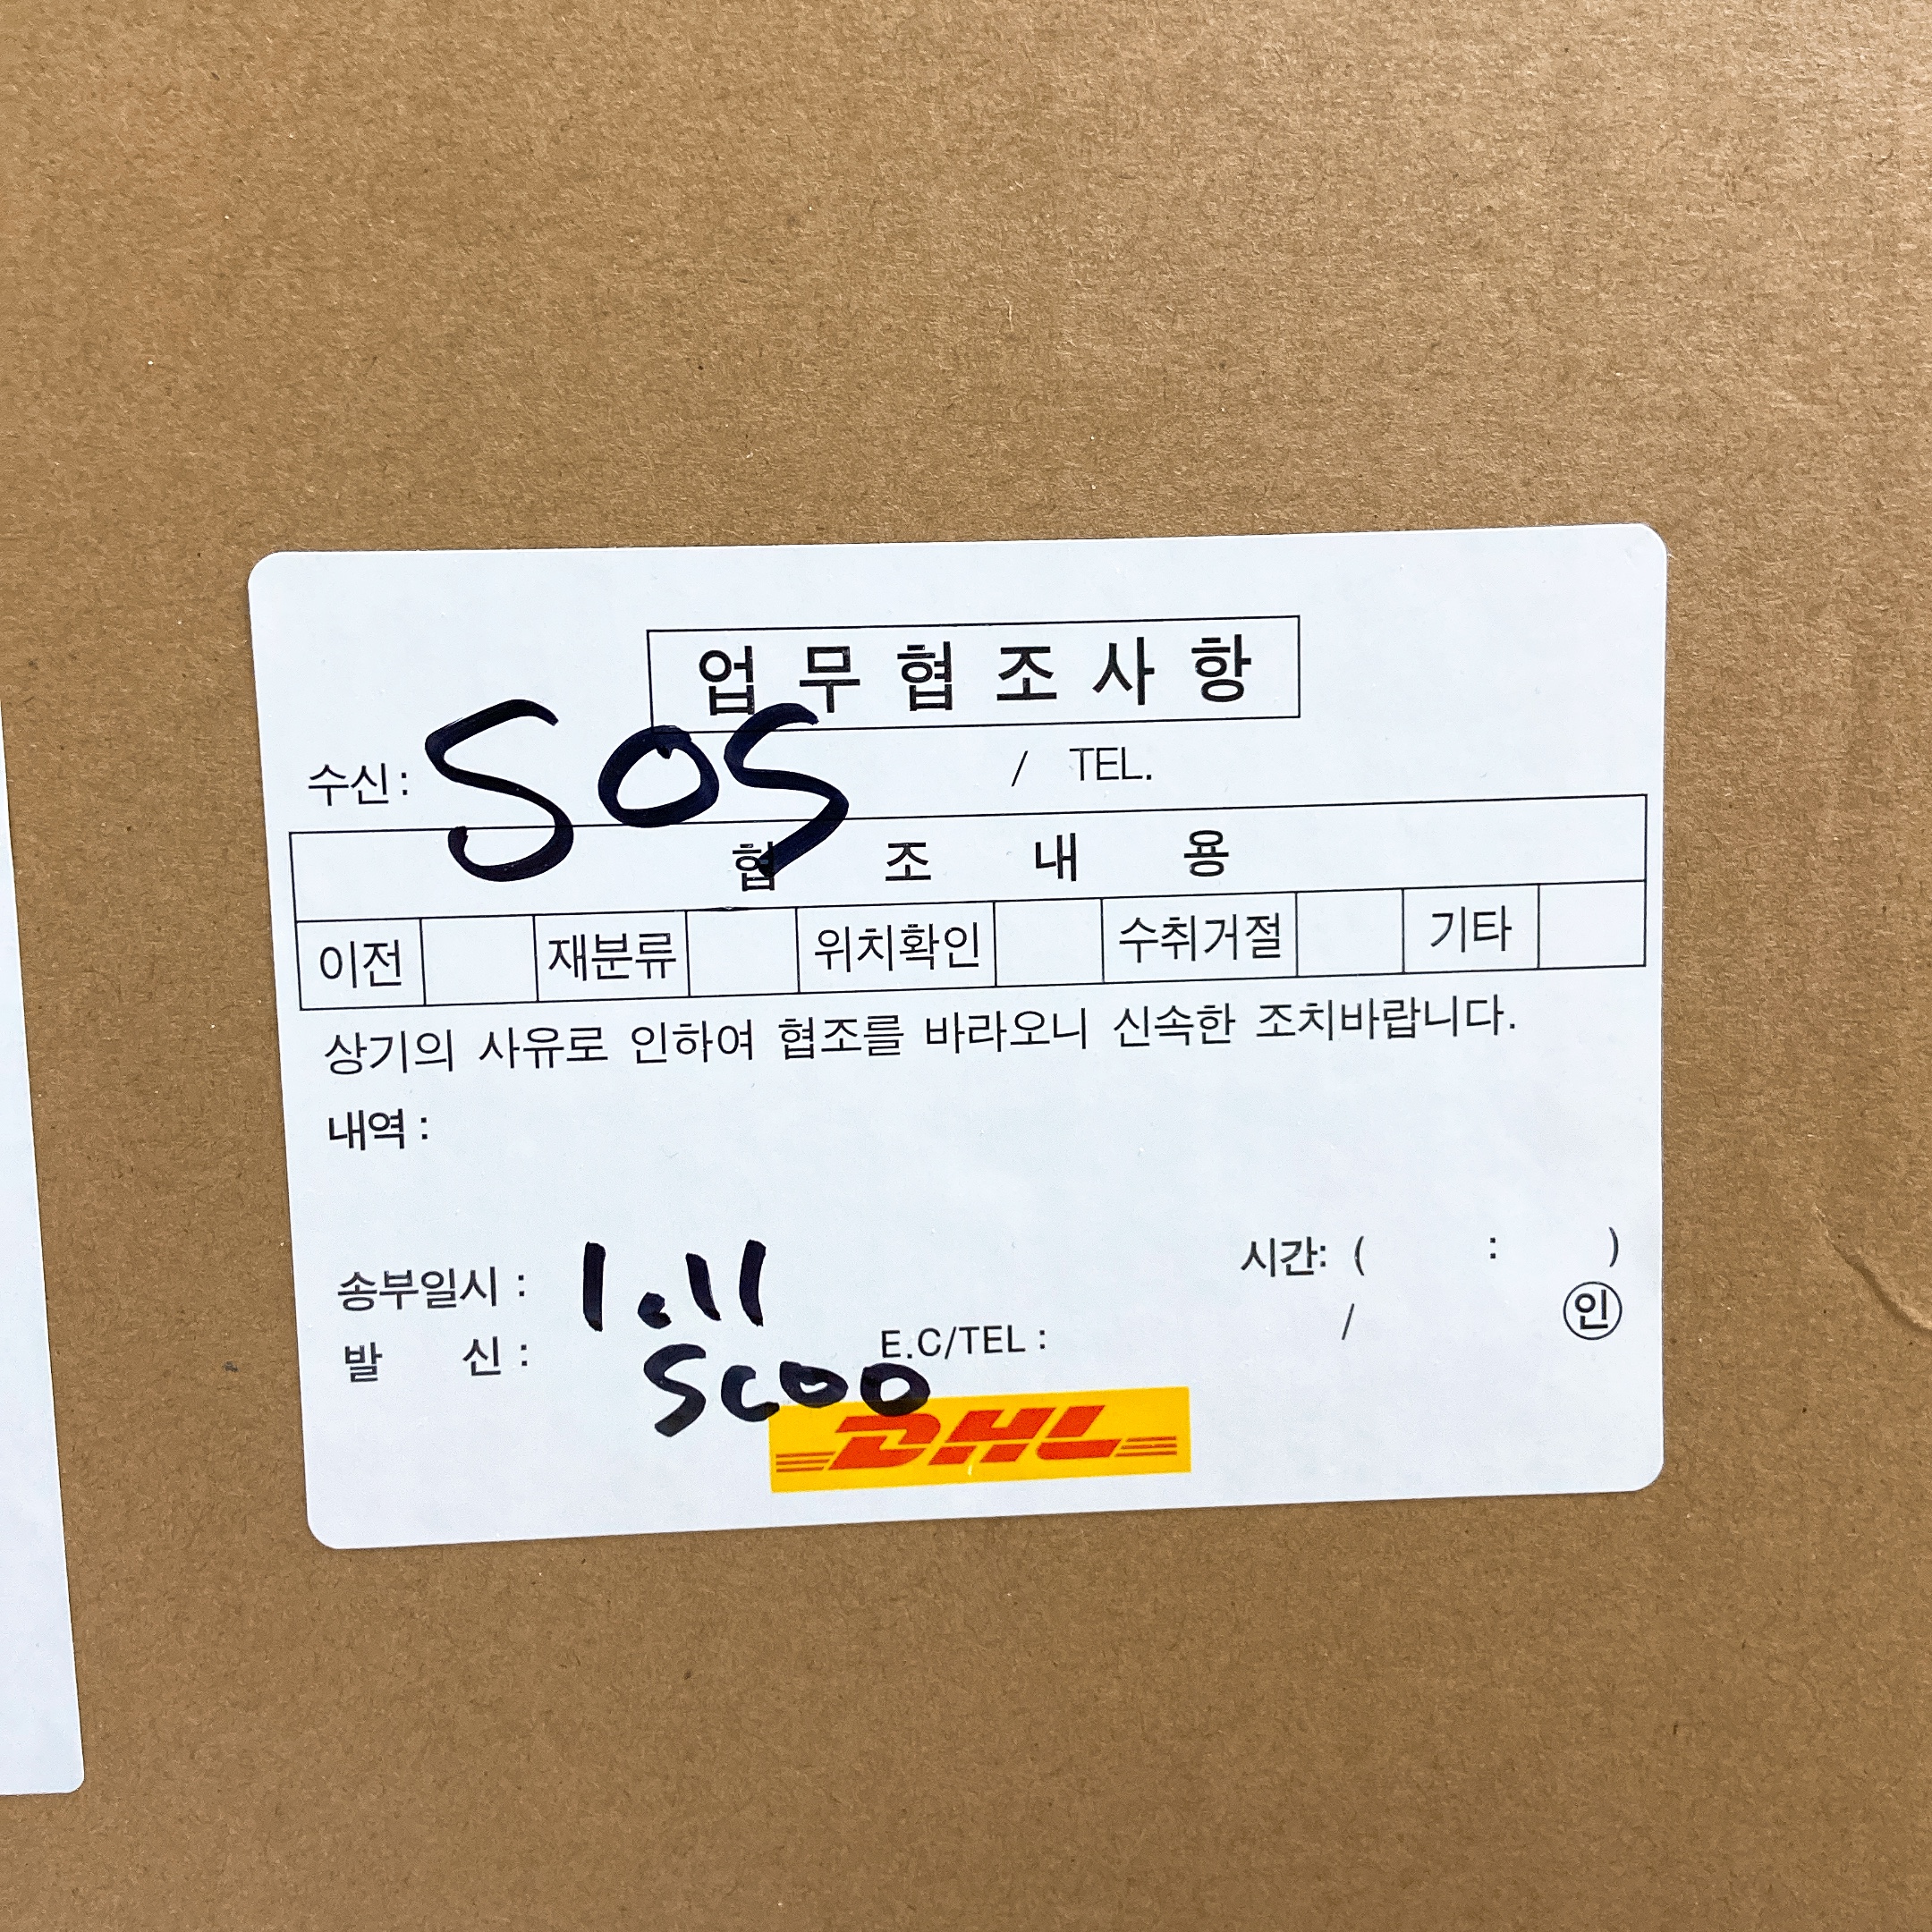 업무협조사항
수신: SOS / TEL.
협 조 내 용
이전 재분류 위치확인 수취거절 기타
상기의 사유로 인하여 협조를 바라오니 신속한 조치바랍니다.
내역:
송부일시: 1.11 시간: ( : )
발 신: SCOO E.C/TEL: / 인
DHL